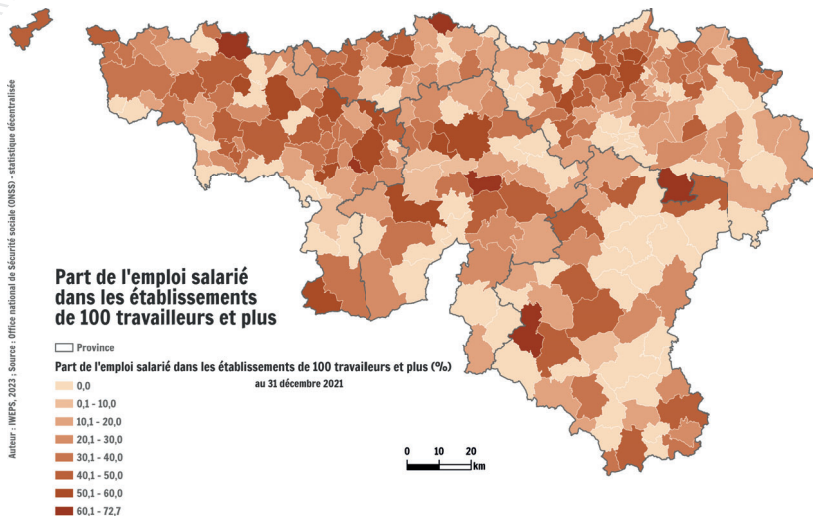 Part de l'emploi salarié
dans les établissements
de 100 travailleurs et plus
Province
Part de l'emploi salarié dans les établissements de 100 travailleurs et plus (%)
au 31 décembre 2021
0,0
0,1 - 10,0
10,1 - 20,0
20,1 - 30,0
30,1 - 40,0
40,1 - 50,0
50,1 - 60,0
60,1 - 72,7
0 10 20
km
Auteur : IWEPS, 2023 ; Source : Office national de Sécurité sociale (ONSS) - statistique décentralisée